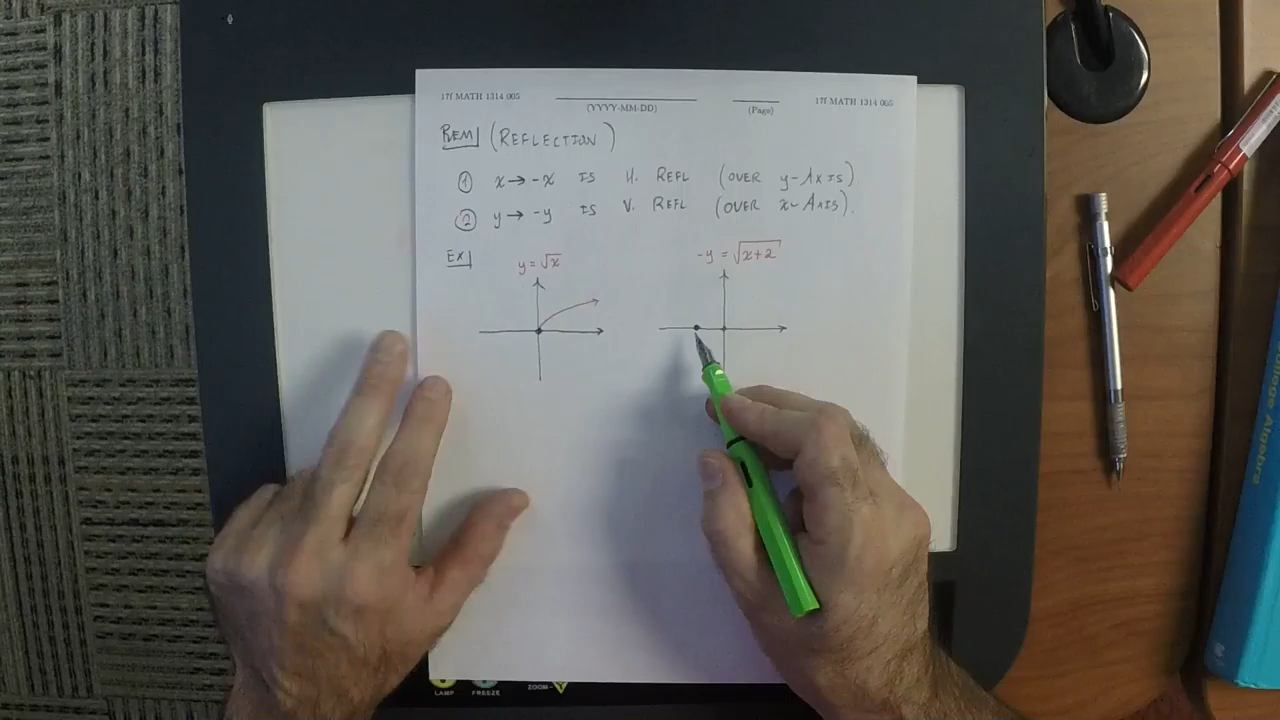 17f MATH 1314 005 (YYYY-MM-DD) (Page) 17f MATH 1314 005
REM (REFLECTION)
① x → -x IS H. REFL (OVER y-AXIS)
② y → -y IS V. REFL (OVER x-AXIS).
EX y = √x -y = √x+2
College Algebra
LAMP FREEZE ZOOM